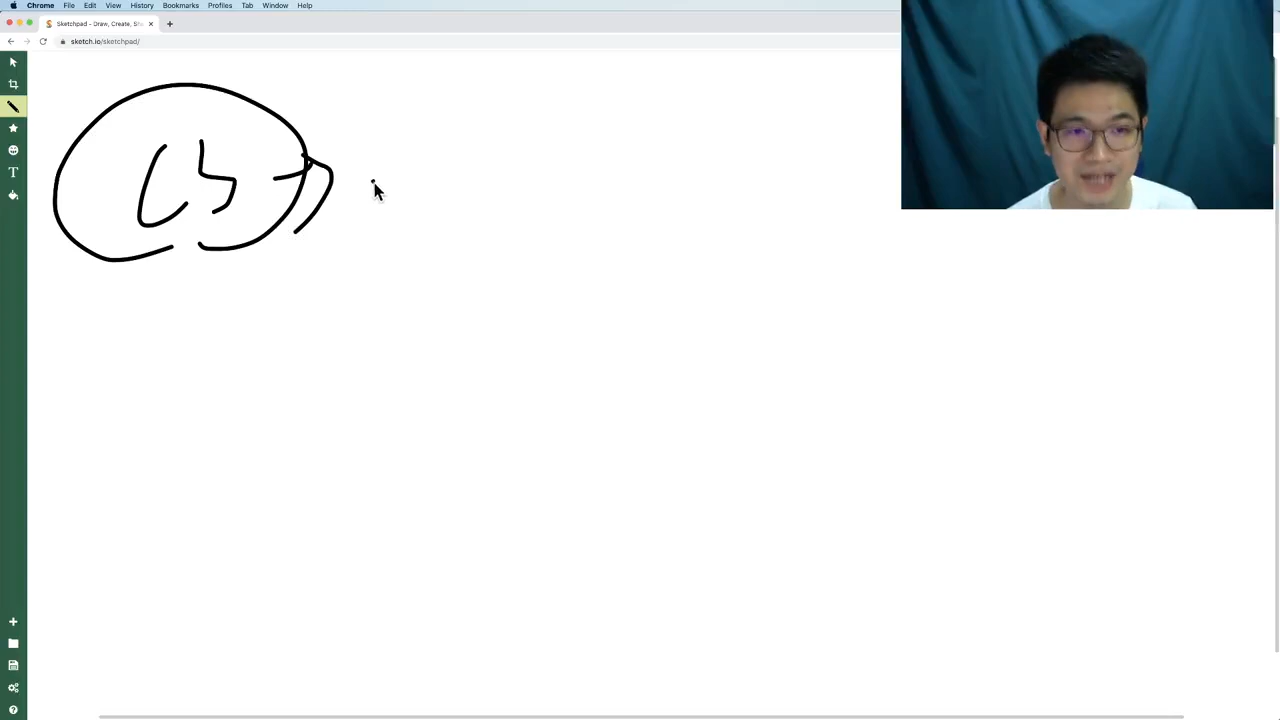 Chrome File Edit View History Bookmarks Profiles Tab Window Help
Sketchpad - Draw, Create, Sh
sketch.io/sketchpad/
T